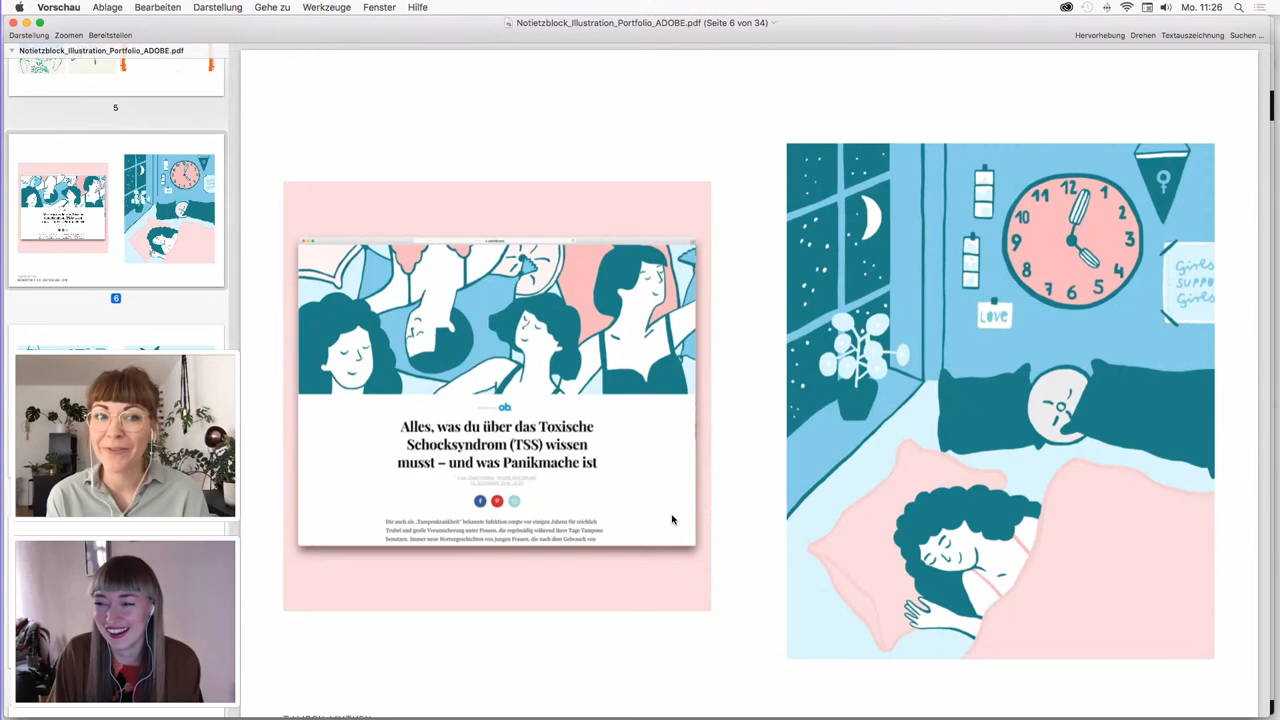 Vorschau Ablage Bearbeiten Darstellung Gehe zu Werkzeuge Fenster Hilfe
Mo. 11:26
Notietzblock_Illustration_Portfolio_ADOBE.pdf (Seite 6 von 34)
Darstellung Zoomen Bereitstellen
Hervorhebung Drehen Textauszeichnung Suchen ...
Notietzblock_Illustration_Portfolio_ADOBE.pdf
5
6
ob
Alles, was du über das Toxische
Schocksyndrom (TSS) wissen
musst – und was Panikmache ist
Die auch als „Tamponkrankheit" bekannte Infektion sorgte vor einigen Jahren für reichlich
Trubel und große Verunsicherung unter Frauen, die regelmäßig während ihrer Tage Tampons
benutzen. Immer neue Horrorgeschichten von jungen Frauen, die nach dem Gebrauch von
12
1
2
3
4
5
6
7
8
9
10
11
LOVE
Girls
SUPPO
Girls